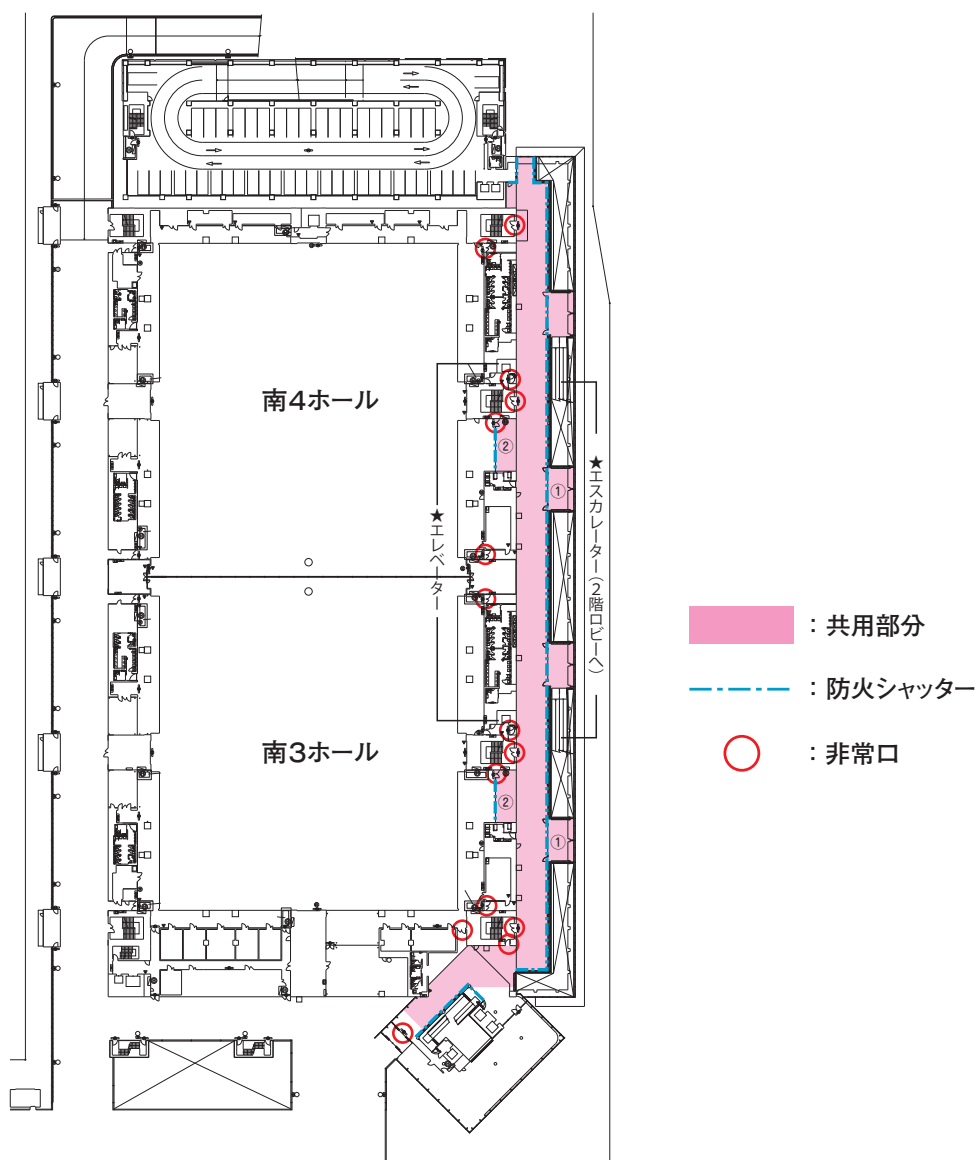 南4ホール
②
★エスカレーター(2階ロビーへ)
①
★エレベーター
：共用部分
：防火シャッター
：非常口
南3ホール
②
①